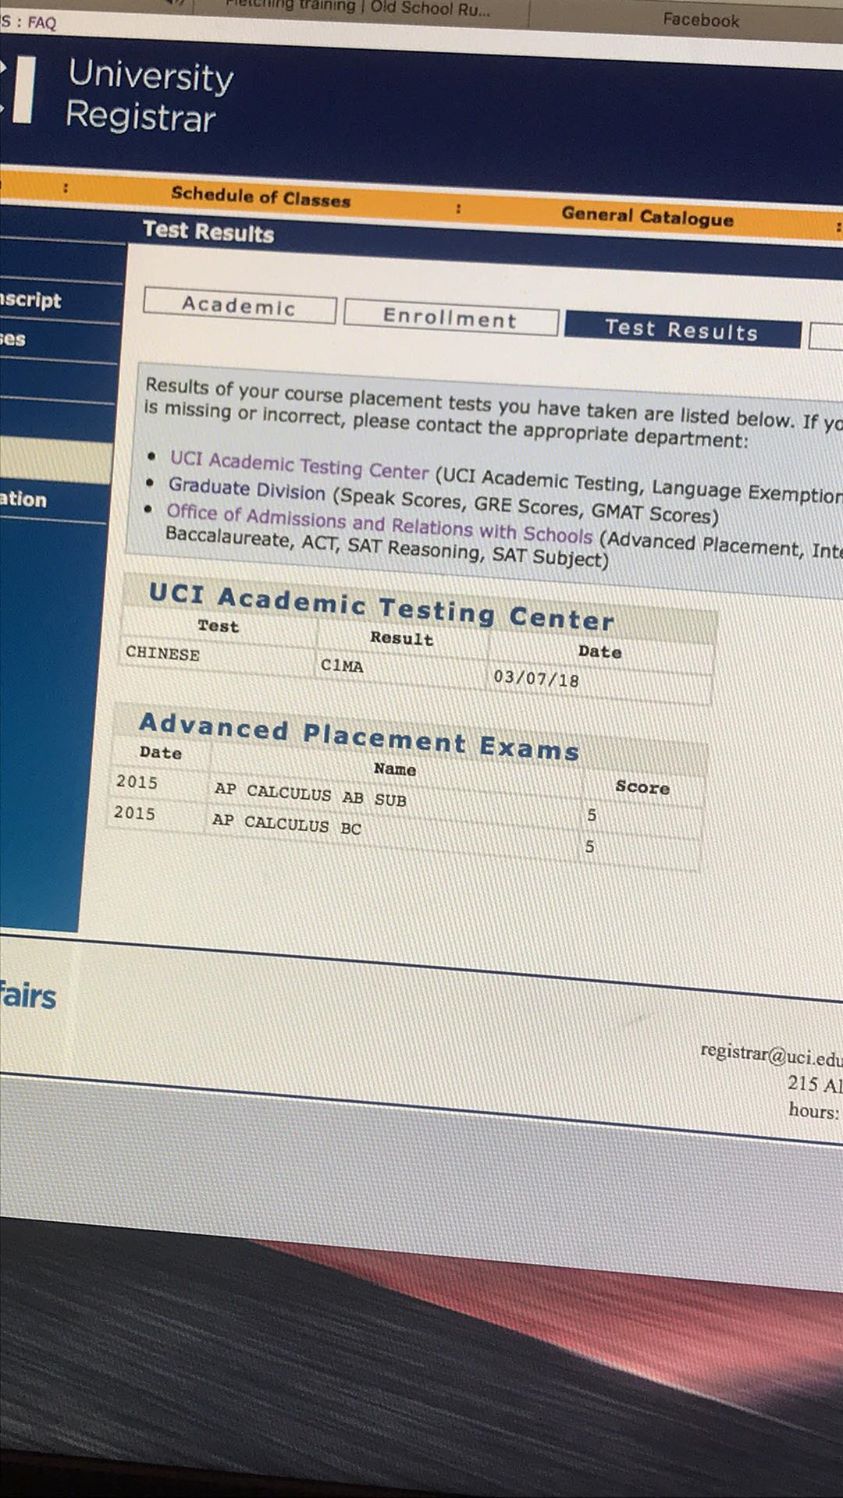 Fletching training | Old School Ru... Facebook
S : FAQ
University
Registrar
: Schedule of Classes : General Catalogue :
Test Results
nscript
ses
ation
Academic Enrollment Test Results
Results of your course placement tests you have taken are listed below. If yo
is missing or incorrect, please contact the appropriate department:
• UCI Academic Testing Center (UCI Academic Testing, Language Exemption
• Graduate Division (Speak Scores, GRE Scores, GMAT Scores)
• Office of Admissions and Relations with Schools (Advanced Placement, Inte
Baccalaureate, ACT, SAT Reasoning, SAT Subject)
UCI Academic Testing Center
Test Result Date
CHINESE C1MA 03/07/18
Advanced Placement Exams
Date Name Score
2015 AP CALCULUS AB SUB 5
2015 AP CALCULUS BC 5
fairs
registrar@uci.edu
215 Al
hours: